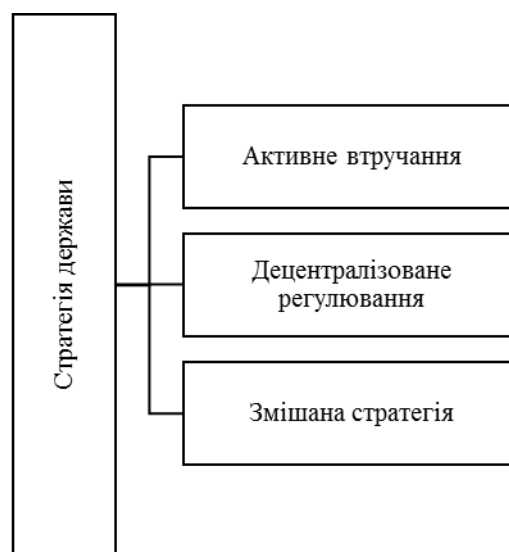 Стратегія держави
Активне втручання
Децентралізоване
регулювання
Змішана стратегія